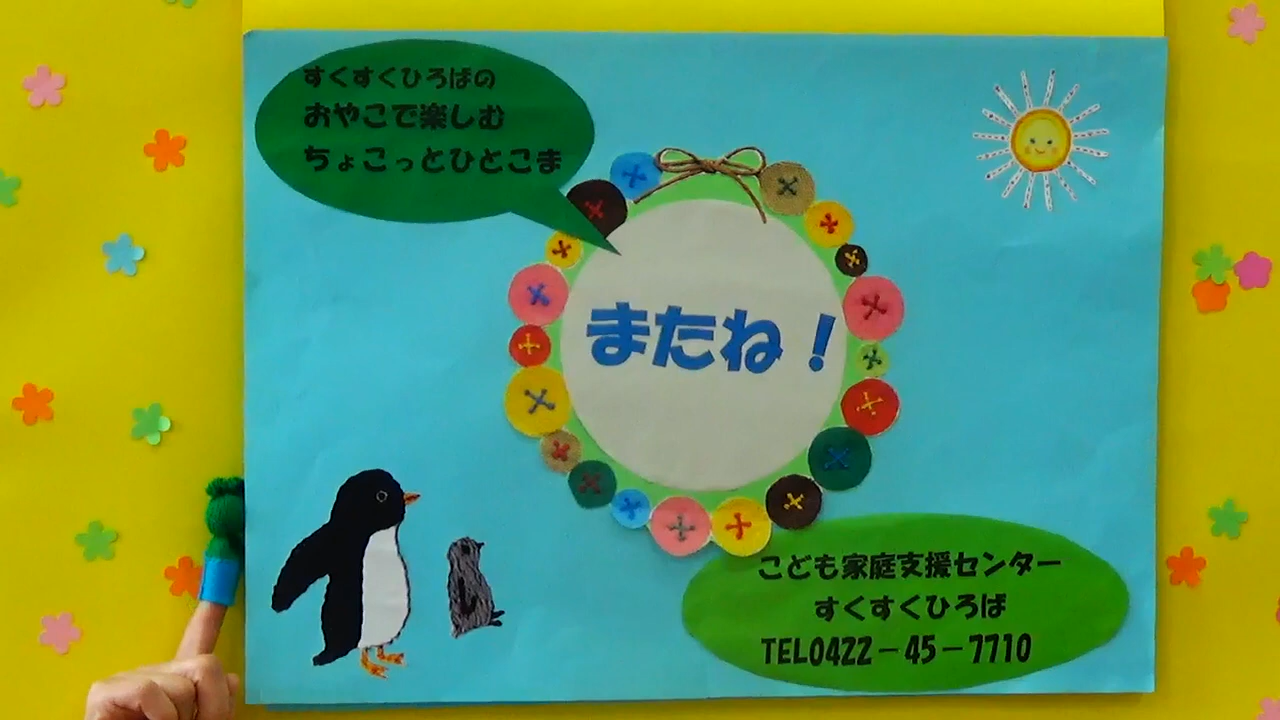 すくすくひろばの
おやこで楽しむ
ちょこっとひとこま
またね！
こども家庭支援センター
すくすくひろば
TEL0422－45－7710